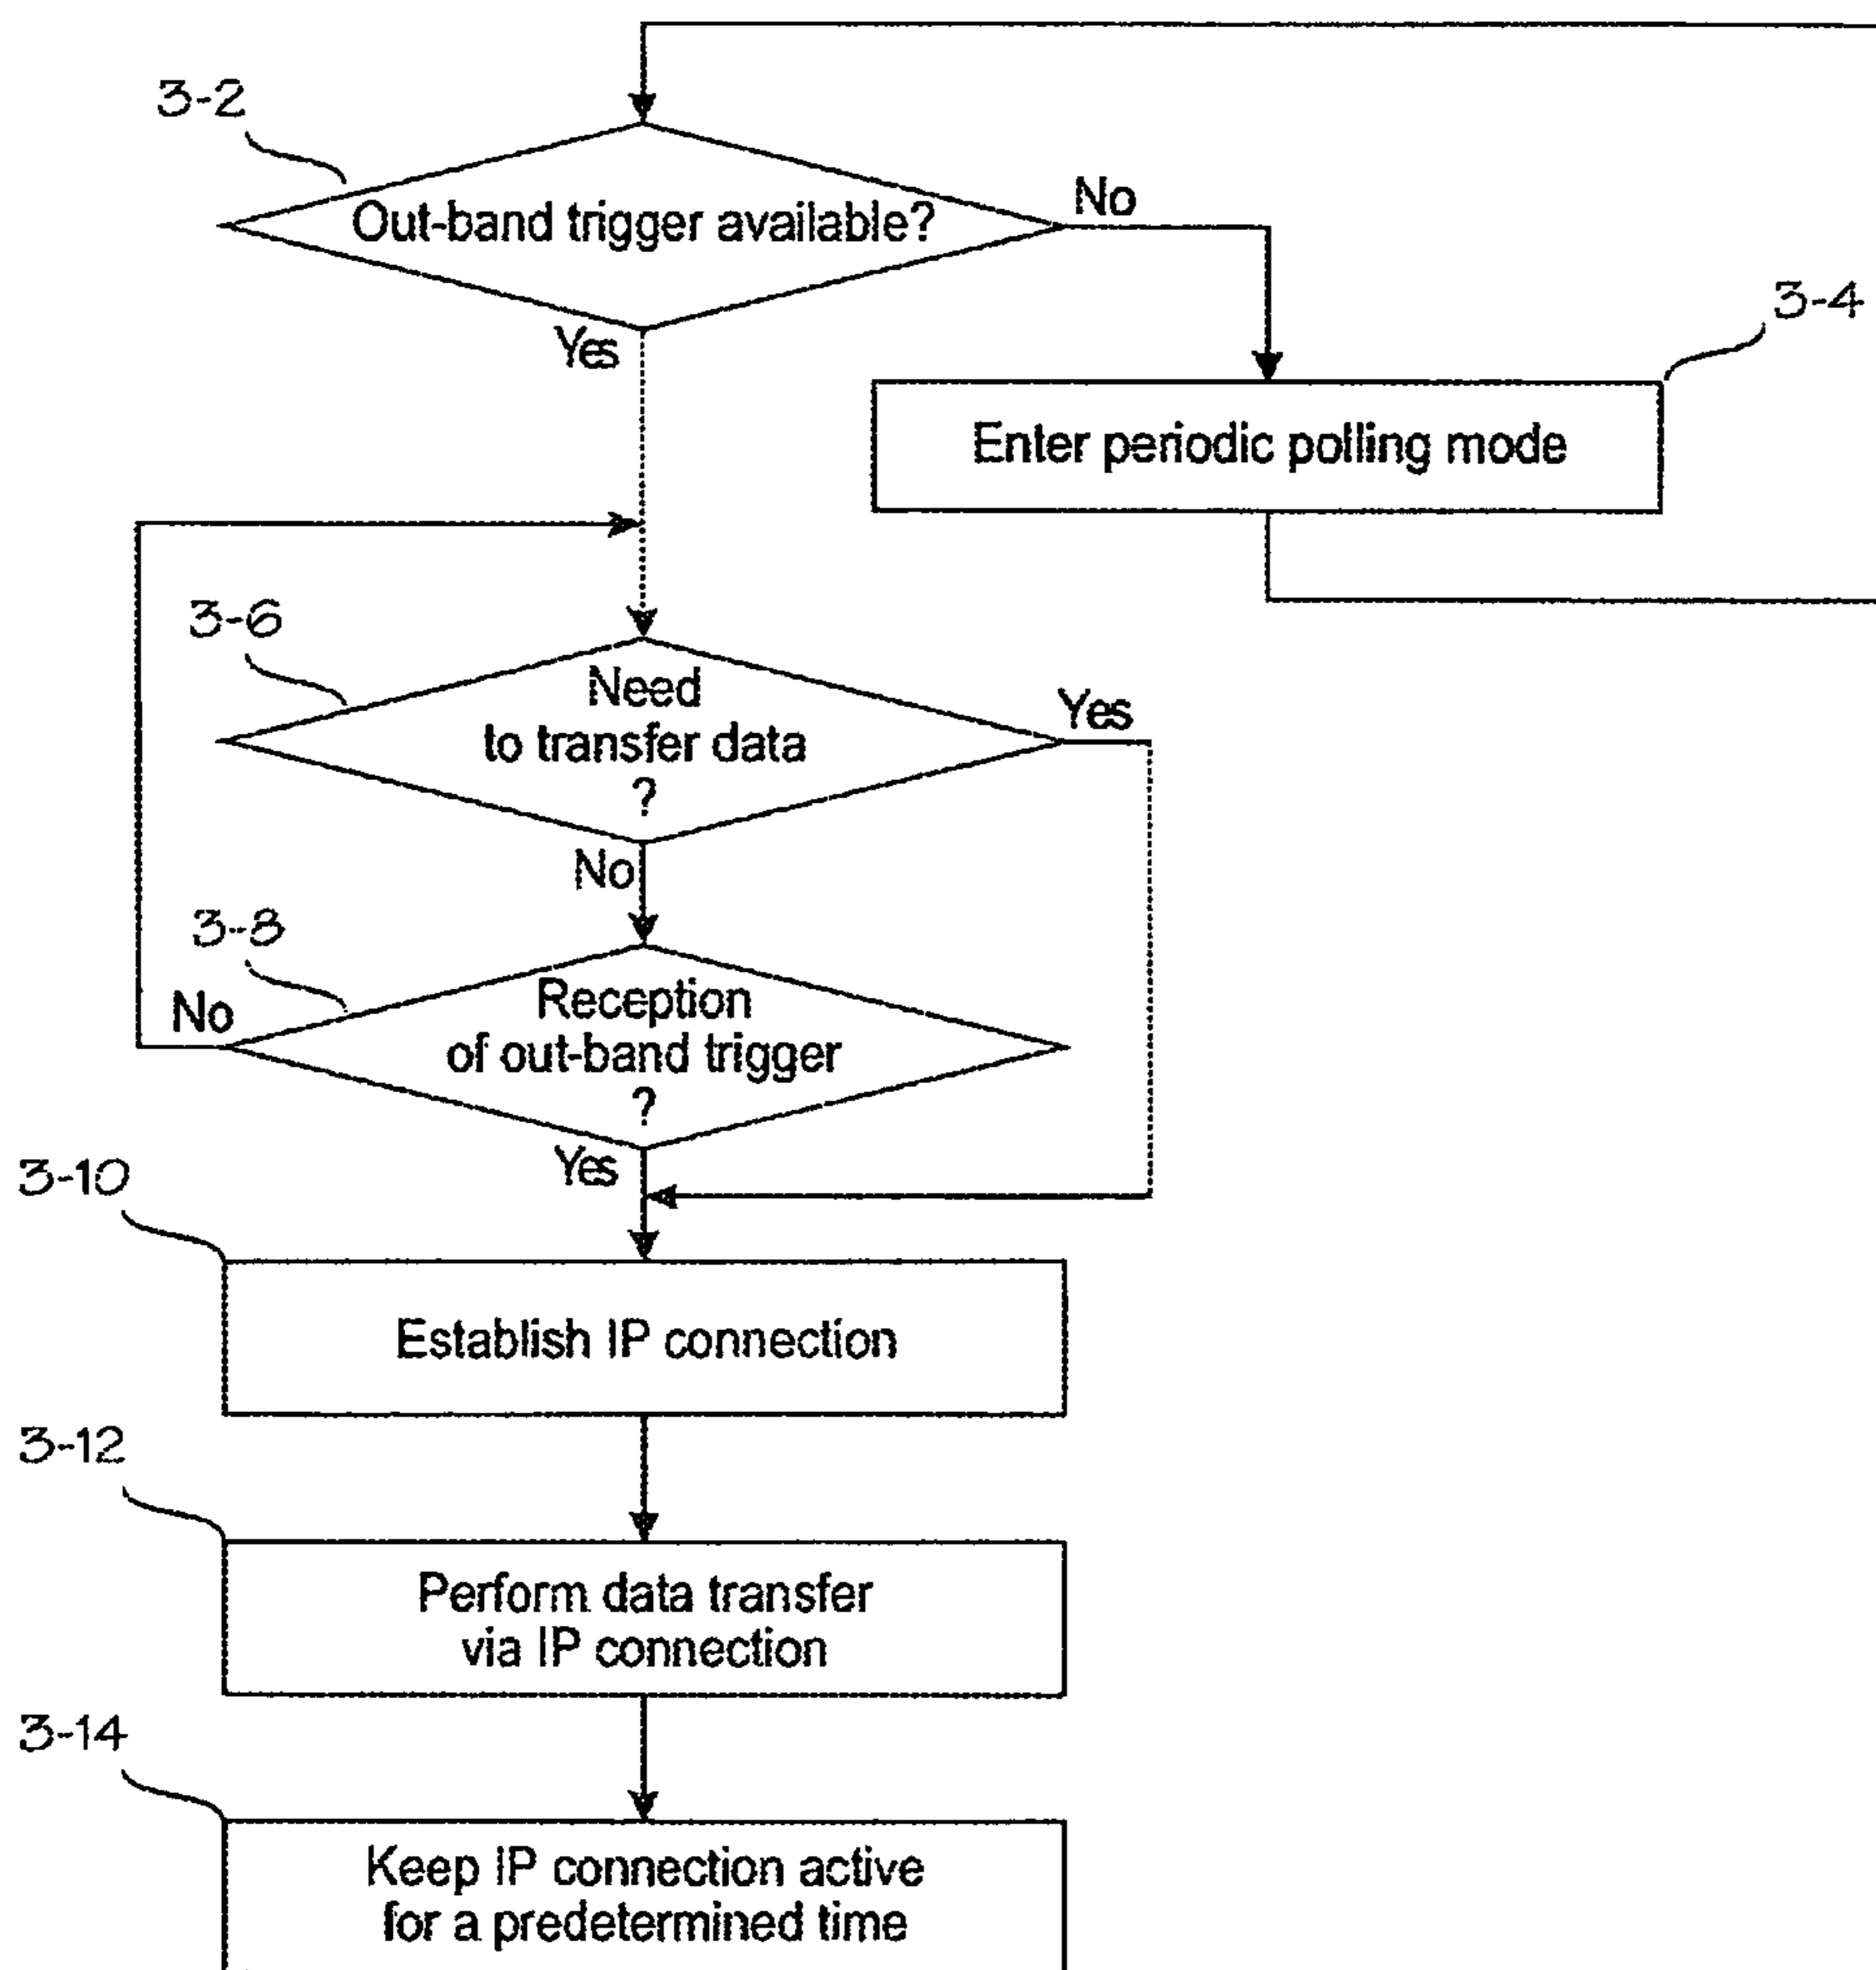 3-2
Out-band trigger available?
No
Yes
3-4
Enter periodic polling mode
3-6
Need
to transfer data
?
Yes
No
3-8
Reception
of out-band trigger
?
No
Yes
3-10
Establish IP connection
3-12
Perform data transfer
via IP connection
3-14
Keep IP connection active
for a predetermined time